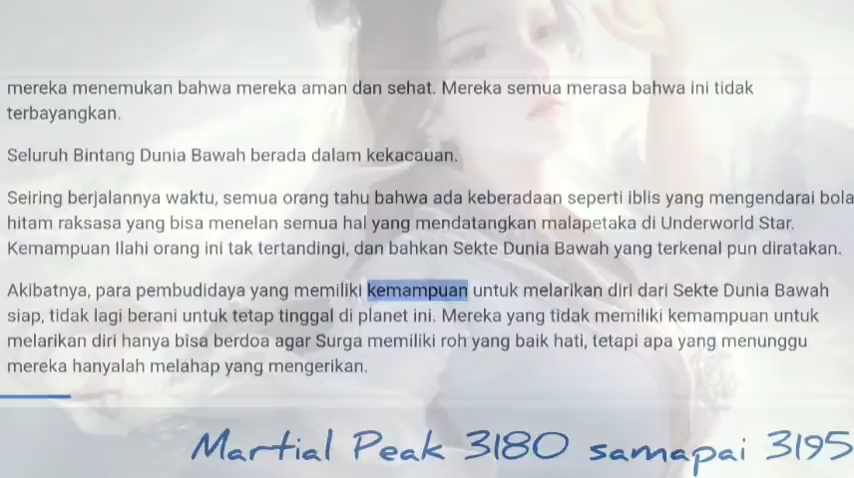 mereka menemukan bahwa mereka aman dan sehat. Mereka semua merasa bahwa ini tidak
terbayangkan.
Seluruh Bintang Dunia Bawah berada dalam kekacauan.
Seiring berjalannya waktu, semua orang tahu bahwa ada keberadaan seperti iblis yang mengendarai bola
hitam raksasa yang bisa menelan semua hal yang mendatangkan malapetaka di Underworld Star.
Kemampuan Ilahi orang ini tak tertandingi, dan bahkan Sekte Dunia Bawah yang terkenal pun diratakan.
Akibatnya, para pembudidaya yang memiliki kemampuan untuk melarikan diri dari Sekte Dunia Bawah
siap, tidak lagi berani untuk tetap tinggal di planet ini. Mereka yang tidak memiliki kemampuan untuk
melarikan diri hanya bisa berdoa agar Surga memiliki roh yang baik hati, tetapi apa yang menunggu
mereka hanyalah melahap yang mengerikan.
Martial Peak 3180 samapai 3195